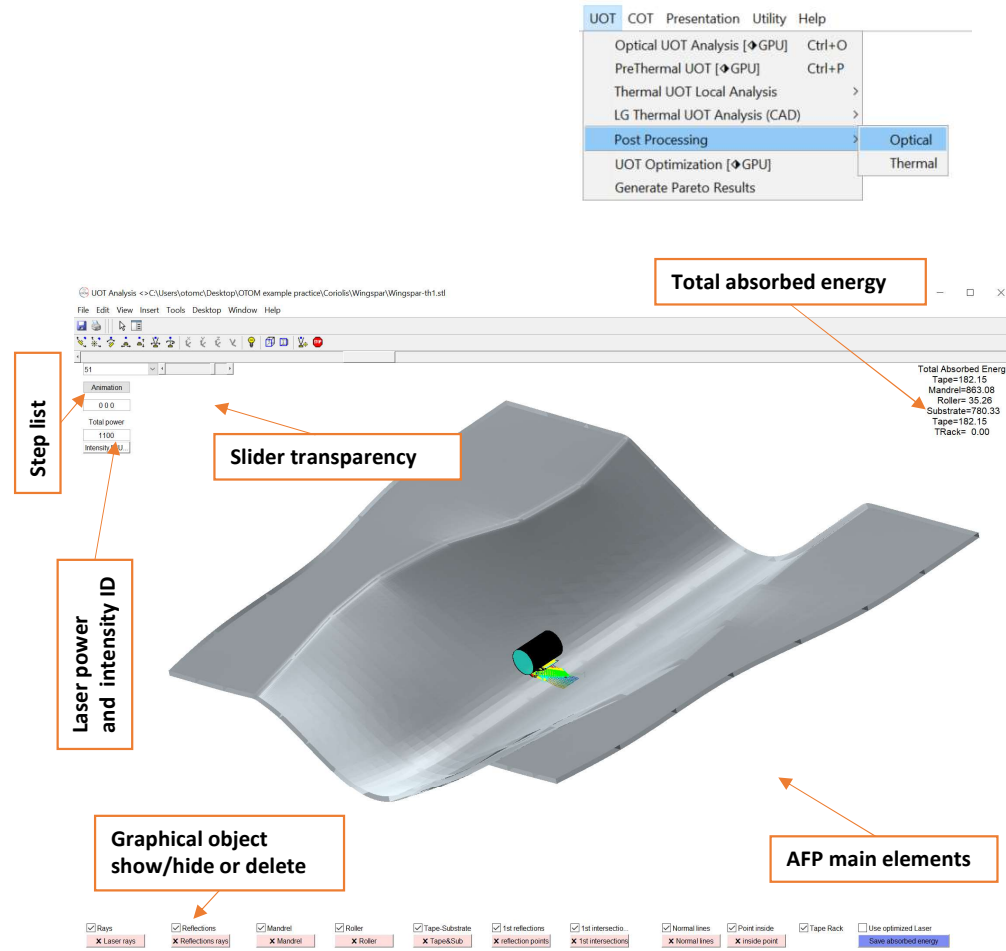 UOT COT Presentation Utility Help
Optical UOT Analysis [GPU] Ctrl+O
PreThermal UOT [GPU] Ctrl+P
Thermal UOT Local Analysis >
LG Thermal UOT Analysis (CAD) >
Post Processing > Optical
Thermal
UOT Optimization [GPU]
Generate Pareto Results
Total absorbed energy
UOT Analysis <>C:\Users\otomc\Desktop\OTOM example practice\Coriolis\Wingspar\Wingspar-th1.stl
File Edit View Insert Tools Desktop Window Help
51
Animation
0 0 0
Total power
1100
Total Absorbed Energ
Tape=182.15
Mandrel=863.08
Roller= 35.26
Substrate=780.33
Tape=182.15
TRack= 0.00
Step list
Slider transparency
Laser power
and intensity ID
Graphical object
show/hide or delete
AFP main elements
Rays Reflections Mandrel Roller Tape-Substrate 1st reflections 1st intersectio... Normal lines Point inside Tape Rack Use optimized Laser
X Laser rays X Reflections rays X Mandrel X Roller X Tape&Sub X reflection points X 1st intersections X Normal lines X inside point Save absorbed energy